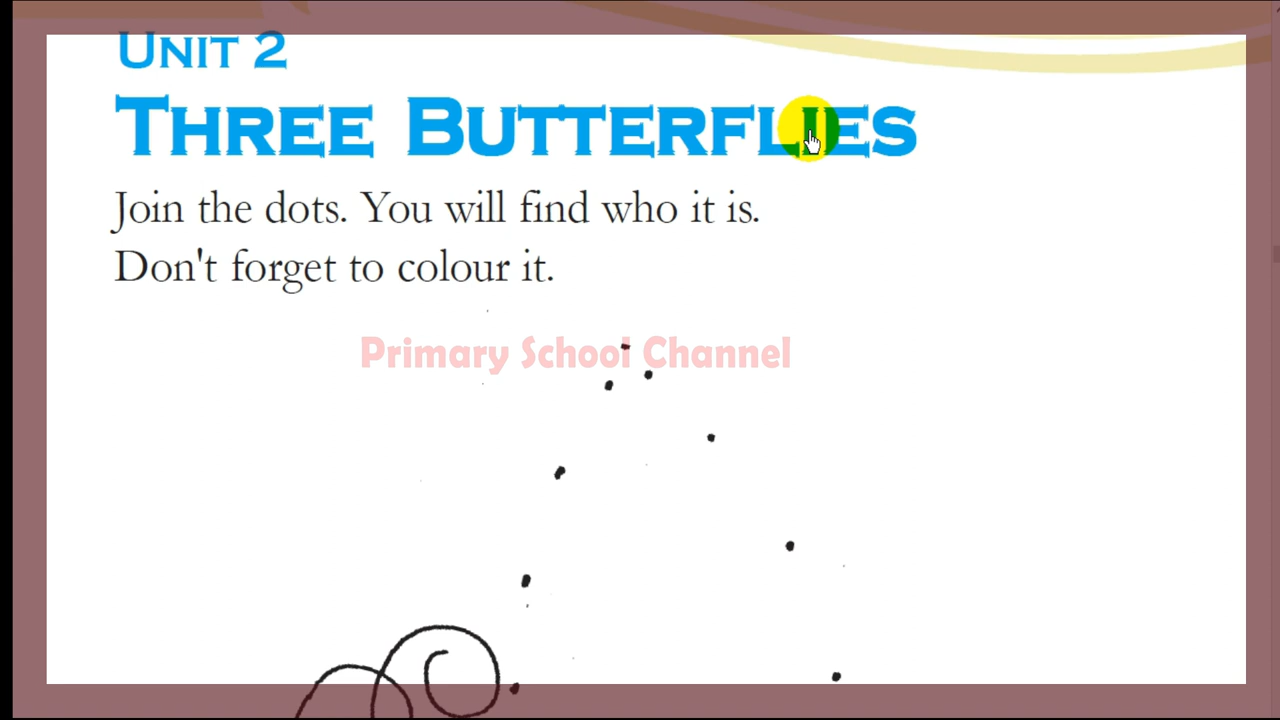 UNIT 2
THREE BUTTERFLIES
Join the dots. You will find who it is.
Don't forget to colour it.
Primary School Channel